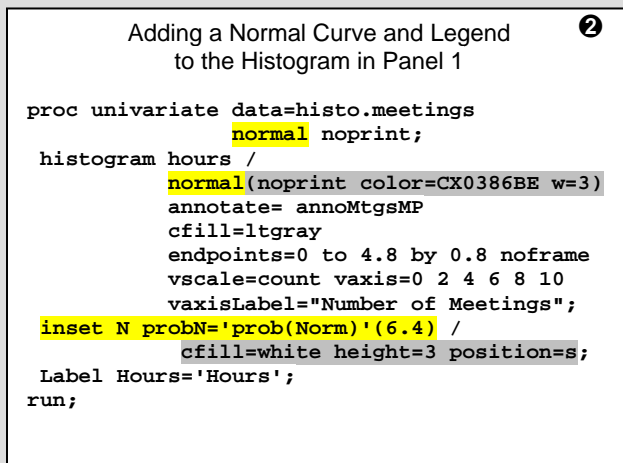 Adding a Normal Curve and Legend
to the Histogram in Panel 1
❷
proc univariate data=histo.meetings
normal noprint;
histogram hours /
normal(noprint color=CX0386BE w=3)
annotate= annoMtgsMP
cfill=ltgray
endpoints=0 to 4.8 by 0.8 noframe
vscale=count vaxis=0 2 4 6 8 10
vaxisLabel="Number of Meetings";
inset N probN='prob(Norm)'(6.4) /
cfill=white height=3 position=s;
Label Hours='Hours';
run;